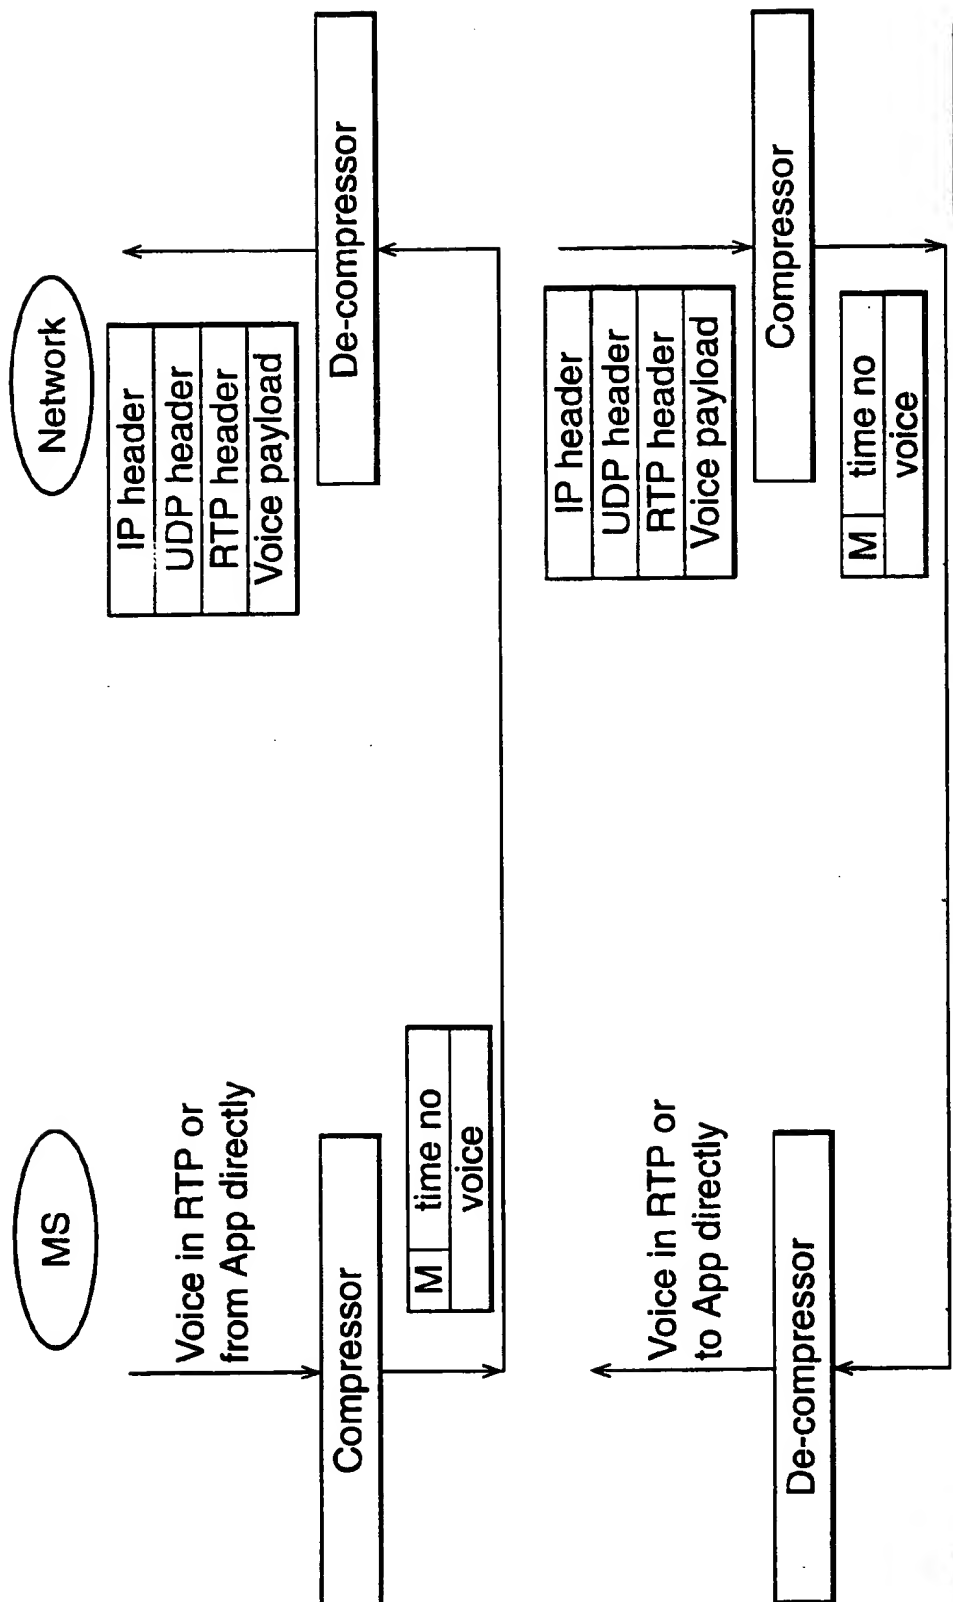 MS
Network
Voice in RTP or
from App directly
Compressor
M
time no
voice
IP header
UDP header
RTP header
Voice payload
De-compressor
Voice in RTP or
to App directly
De-compressor
IP header
UDP header
RTP header
Voice payload
Compressor
M
time no
voice